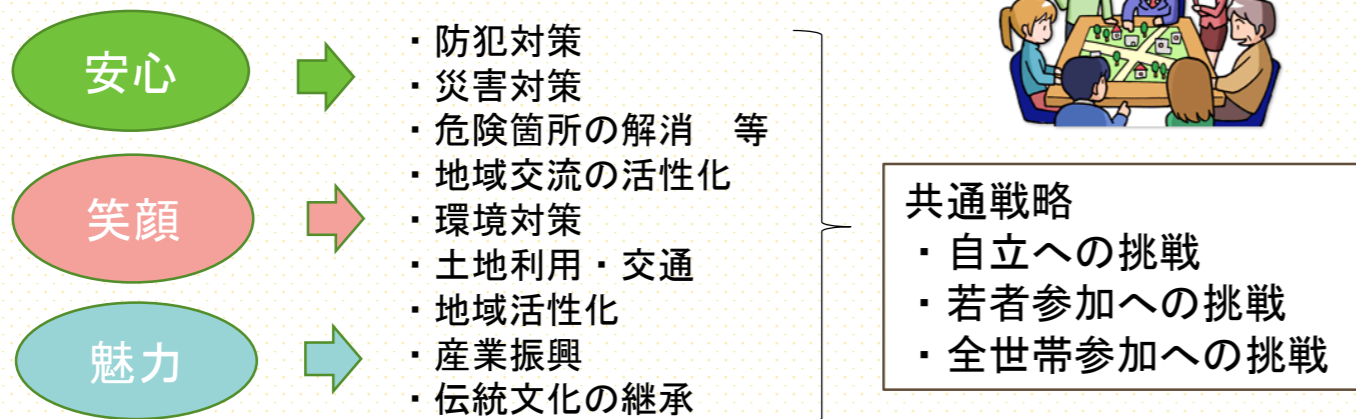 安心
・防犯対策
・災害対策
・危険箇所の解消　等
笑顔
・地域交流の活性化
・環境対策
・土地利用・交通
魅力
・地域活性化
・産業振興
・伝統文化の継承
共通戦略
・自立への挑戦
・若者参加への挑戦
・全世帯参加への挑戦